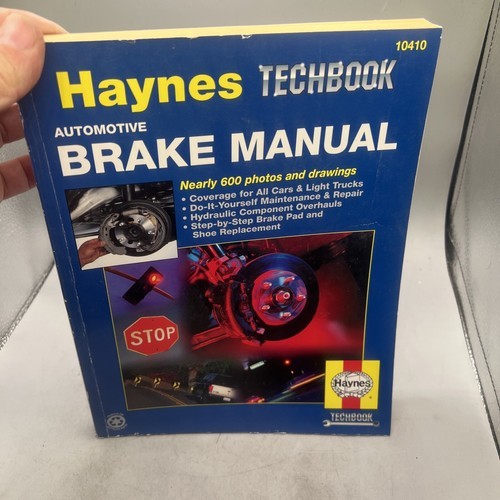 10410
Haynes TECHBOOK
AUTOMOTIVE
BRAKE MANUAL
Nearly 600 photos and drawings
• Coverage for All Cars & Light Trucks
• Do-It-Yourself Maintenance & Repair
• Hydraulic Component Overhauls
• Step-by-Step Brake Pad and
Shoe Replacement
STOP
Haynes
TECHBOOK